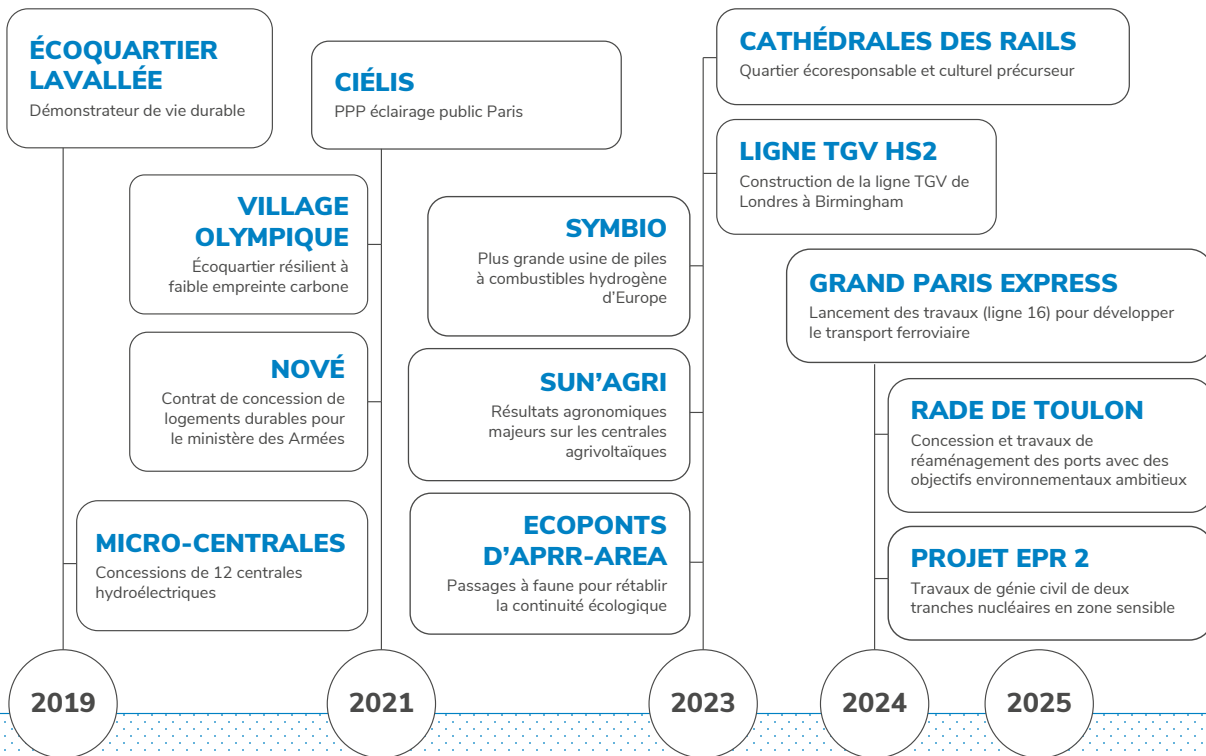 ÉCOQUARTIER
LAVALLÉE
Démonstrateur de vie durable
MICRO-CENTRALES
Concessions de 12 centrales
hydroélectriques
2019
CIÉLIS
PPP éclairage public Paris
VILLAGE
OLYMPIQUE
Écoquartier résilient à
faible empreinte carbone
NOVÉ
Contrat de concession de
logements durables pour
le ministère des Armées
2021
CATHÉDRALES DES RAILS
Quartier écoresponsable et culturel précurseur
LIGNE TGV HS2
Construction de la ligne TGV de
Londres à Birmingham
SYMBIO
Plus grande usine de piles
à combustibles hydrogène
d’Europe
SUN’AGRI
Résultats agronomiques
majeurs sur les centrales
agrivoltaïques
ECOPONTS
D’APRR-AREA
Passages à faune pour rétablir
la continuité écologique
2023
GRAND PARIS EXPRESS
Lancement des travaux (ligne 16) pour développer
le transport ferroviaire
RADE DE TOULON
Concession et travaux de
réaménagement des ports avec des
objectifs environnementaux ambitieux
PROJET EPR 2
Travaux de génie civil de deux
tranches nucléaires en zone sensible
2024
2025